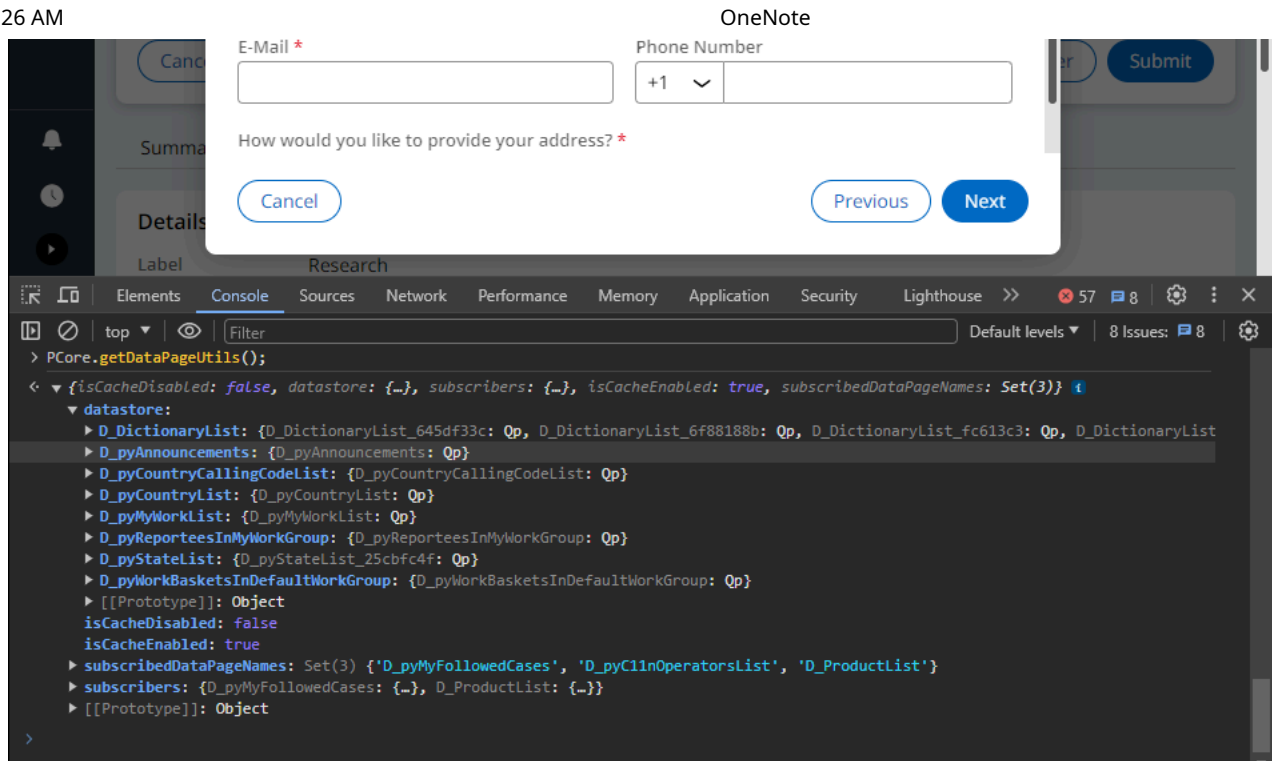 26 AM OneNote
E-Mail * Phone Number
Canc er Submit
+1
How would you like to provide your address? *
Summa
Cancel Previous Next
Details
Label Research
Elements Console Sources Network Performance Memory Application Security Lighthouse >> 57 8
top Filter Default levels 8 Issues: 8
> PCore.getDataPageUtils();
{isCacheDisabled: false, datastore: {…}, subscribers: {…}, isCacheEnabled: true, subscribedDataPageNames: Set(3)} i
datastore:
D_DictionaryList: {D_DictionaryList_645df33c: Qp, D_DictionaryList_6f88188b: Qp, D_DictionaryList_fc613c3: Qp, D_DictionaryList
D_pyAnnouncements: {D_pyAnnouncements: Qp}
D_pyCountryCallingCodeList: {D_pyCountryCallingCodeList: Qp}
D_pyCountryList: {D_pyCountryList: Qp}
D_pyMyWorkList: {D_pyMyWorkList: Qp}
D_pyReporteesInMyWorkGroup: {D_pyReporteesInMyWorkGroup: Qp}
D_pyStateList: {D_pyStateList_25cbfc4f: Qp}
D_pyWorkBasketsInDefaultWorkGroup: {D_pyWorkBasketsInDefaultWorkGroup: Qp}
[[Prototype]]: Object
isCacheDisabled: false
isCacheEnabled: true
subscribedDataPageNames: Set(3) {'D_pyMyFollowedCases', 'D_pyC11nOperatorsList', 'D_ProductList'}
subscribers: {D_pyMyFollowedCases: {…}, D_ProductList: {…}}
[[Prototype]]: Object
>